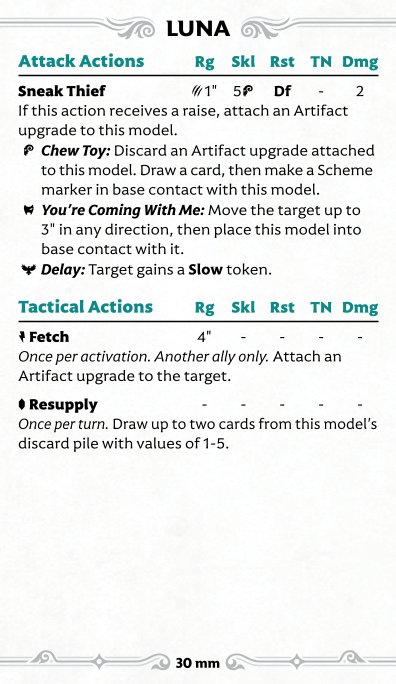 LUNA
Attack Actions Rg Skl Rst TN Dmg
Sneak Thief 1" 5 Df - 2
If this action receives a raise, attach an Artifact
upgrade to this model.
Chew Toy: Discard an Artifact upgrade attached
to this model. Draw a card, then make a Scheme
marker in base contact with this model.
You're Coming With Me: Move the target up to
3" in any direction, then place this model into
base contact with it.
Delay: Target gains a Slow token.
Tactical Actions Rg Skl Rst TN Dmg
Fetch 4" - - - -
Once per activation. Another ally only. Attach an
Artifact upgrade to the target.
Resupply - - - - -
Once per turn. Draw up to two cards from this model's
discard pile with values of 1-5.
30 mm